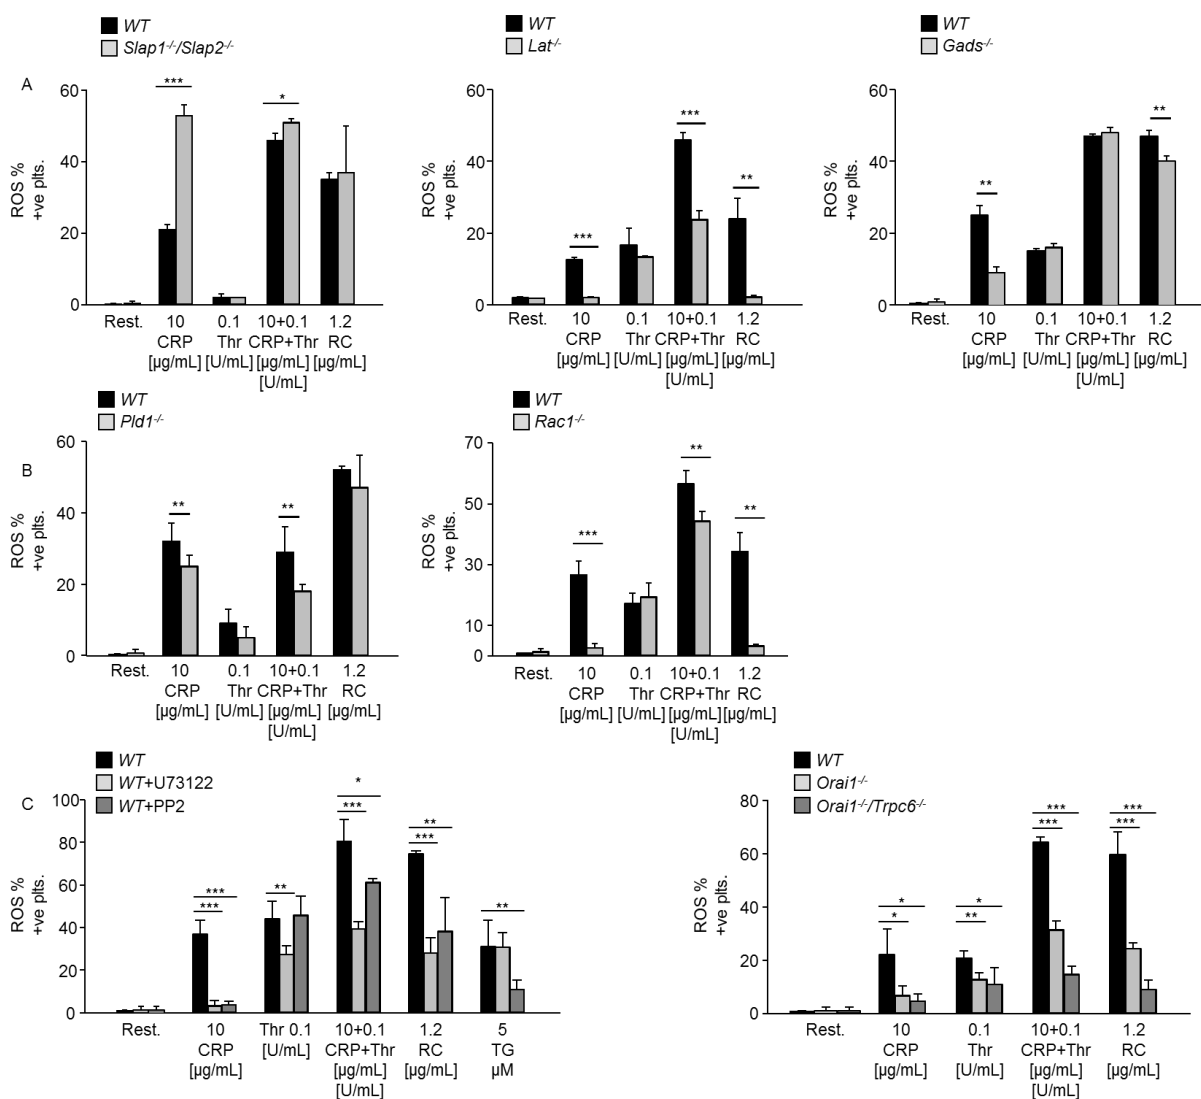 WT
Slap1-/-/Slap2-/-
WT
Lat-/-
WT
Gads-/-
A
ROS %
+ve plts.
60
40
20
0
***
*
Rest.
10
CRP
[µg/mL]
0.1
Thr
[U/mL]
10+0.1
CRP+Thr
[µg/mL]
[U/mL]
1.2
RC
[µg/mL]
ROS %
+ve plts.
60
40
20
0
***
***
**
Rest.
10
CRP
[µg/mL]
0.1
Thr
[U/mL]
10+0.1
CRP+Thr
[µg/mL]
[U/mL]
1.2
RC
[µg/mL]
ROS %
+ve plts.
60
40
20
0
**
**
Rest.
10
CRP
[µg/mL]
0.1
Thr
[U/mL]
10+0.1
CRP+Thr
[µg/mL]
[U/mL]
1.2
RC
[µg/mL]
WT
Pld1-/-
B
ROS %
+ve plts.
60
40
20
0
**
**
Rest.
10
CRP
[µg/mL]
0.1
Thr
[U/mL]
10+0.1
CRP+Thr
[µg/mL]
[U/mL]
1.2
RC
[µg/mL]
WT
Rac1-/-
ROS %
+ve plts.
70
50
30
10
0
***
**
**
Rest.
10
CRP
[µg/mL]
0.1
Thr
[U/mL]
10+0.1
CRP+Thr
[µg/mL]
[U/mL]
1.2
RC
[µg/mL]
WT
WT+U73122
WT+PP2
C
ROS %
+ve plts.
100
80
60
40
20
0
***
***
**
*
***
**
***
**
Rest.
10
CRP
[µg/mL]
Thr 0.1
[U/mL]
10+0.1
CRP+Thr
[µg/mL]
[U/mL]
1.2
RC
[µg/mL]
5
TG
µM
WT
Orai1-/-
Orai1-/-/Trpc6-/-
ROS %
+ve plts.
80
60
40
20
0
*
*
*
**
***
***
***
***
Rest.
10
CRP
[µg/mL]
0.1
Thr
[U/mL]
10+0.1
CRP+Thr
[µg/mL]
[U/mL]
1.2
RC
[µg/mL]